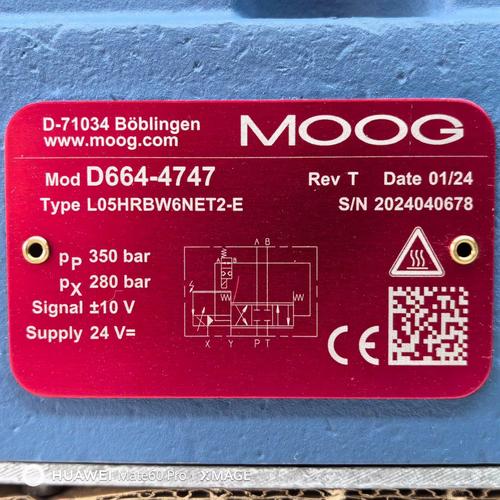 D-71034 Böblingen
www.moog.com
MOOG
Mod D664-4747
Rev T Date 01/24
Type L05HRBW6NET2-E
S/N 2024040678
pP 350 bar
pX 280 bar
Signal ±10 V
Supply 24 V=
A B
X Y P T
CE
HUAWEI Mate60 Pro+ XMAGE